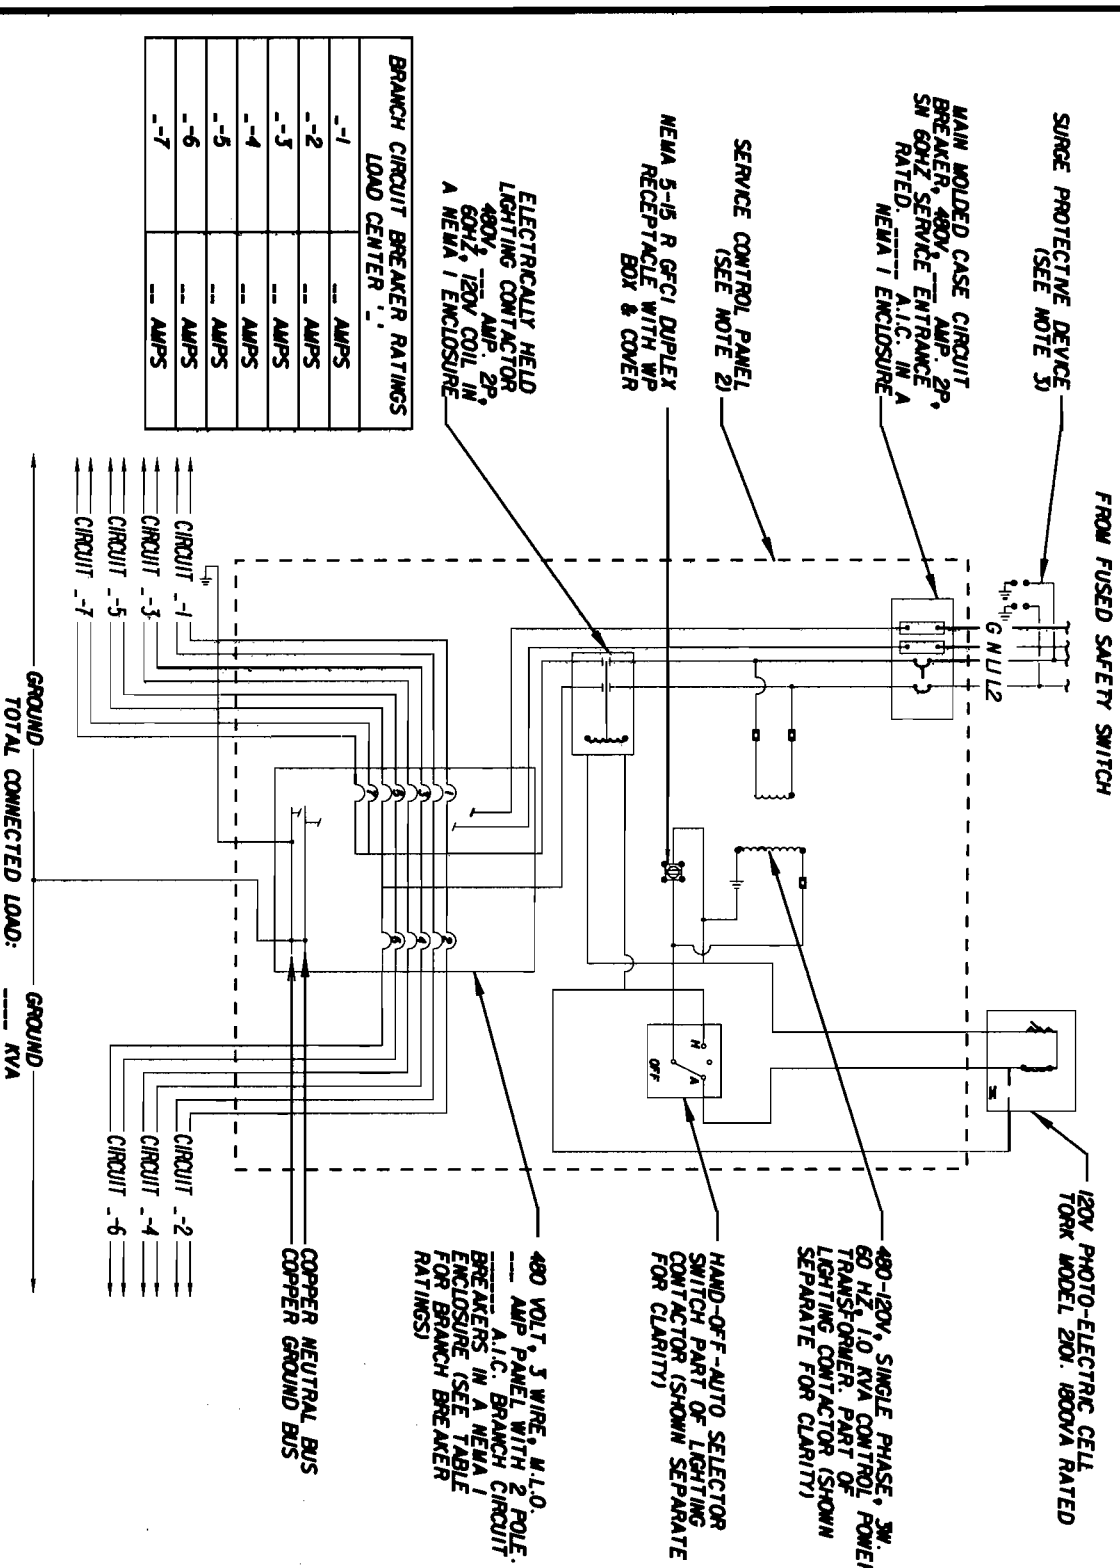 FROM FUSED SAFETY SWITCH
SURGE PROTECTIVE DEVICE
(SEE NOTE 3)
MAIN MOLDED CASE CIRCUIT
BREAKER, 480V, ___ AMP. 2P,
SN 60HZ SERVICE ENTRANCE
RATED. _____ A.I.C. IN A
NEMA 1 ENCLOSURE
SERVICE CONTROL PANEL
(SEE NOTE 2)
NEMA 5-15 R GFCI DUPLEX
RECEPTACLE WITH WP
BOX & COVER
ELECTRICALLY HELD
LIGHTING CONTACTOR
480V, ___ AMP. 2P,
60HZ, 120V COIL IN
A NEMA 1 ENCLOSURE
BRANCH CIRCUIT BREAKER RATINGS
LOAD CENTER '_'
_-1 __ AMPS
_-2 __ AMPS
_-3 __ AMPS
_-4 __ AMPS
_-5 __ AMPS
_-6 __ AMPS
_-7 __ AMPS
G N L1 L2
H
A
OFF
120V PHOTO-ELECTRIC CELL
TORK MODEL 2101. 1800VA RATED
480-120V, SINGLE PHASE, 3W.
60 HZ, 1.0 KVA CONTROL POWER
TRANSFORMER. PART OF
LIGHTING CONTACTOR (SHOWN
SEPARATE FOR CLARITY)
HAND-OFF-AUTO SELECTOR
SWITCH PART OF LIGHTING
CONTACTOR (SHOWN SEPARATE
FOR CLARITY)
480 VOLT, 3 WIRE, M.L.O.
___ AMP PANEL WITH 2 POLE.
______ A.I.C. BRANCH CIRCUIT
BREAKERS IN A NEMA 1
ENCLOSURE (SEE TABLE
FOR BRANCH BREAKER
RATINGS)
COPPER NEUTRAL BUS
COPPER GROUND BUS
1
2
3
4
5
6
7
CIRCUIT _-1
CIRCUIT _-3
CIRCUIT _-5
CIRCUIT _-7
CIRCUIT _-2
CIRCUIT _-4
CIRCUIT _-6
GROUND
GROUND
TOTAL CONNECTED LOAD: ____ KVA